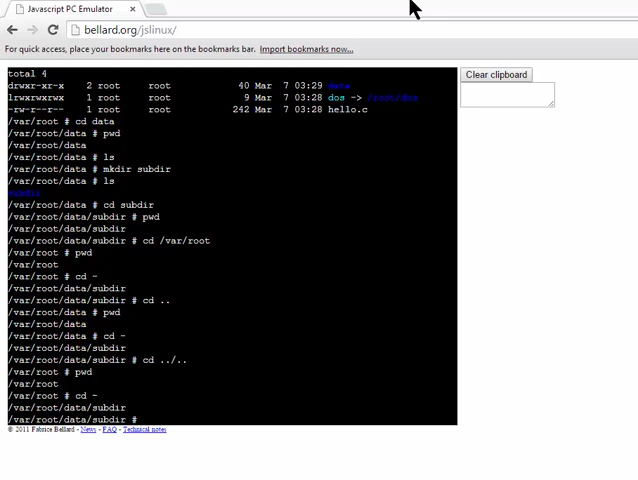 Javascript PC Emulator
bellard.org/jslinux/
For quick access, place your bookmarks here on the bookmarks bar. Import bookmarks now...
Clear clipboard
total 4
drwxr-xr-x 2 root root 40 Mar 7 03:29 data
lrwxrwxrwx 1 root root 9 Mar 7 03:28 dos -> /root/dos
-rw-r--r-- 1 root root 242 Mar 7 03:28 hello.c
/var/root # cd data
/var/root/data # pwd
/var/root/data
/var/root/data # ls
/var/root/data # mkdir subdir
/var/root/data # ls
subdir
/var/root/data # cd subdir
/var/root/data/subdir # pwd
/var/root/data/subdir
/var/root/data/subdir # cd /var/root
/var/root # pwd
/var/root
/var/root # cd -
/var/root/data/subdir
/var/root/data/subdir # cd ..
/var/root/data # pwd
/var/root/data
/var/root/data # cd -
/var/root/data/subdir
/var/root/data/subdir # cd ../..
/var/root # pwd
/var/root
/var/root # cd -
/var/root/data/subdir
/var/root/data/subdir #
© 2011 Fabrice Bellard - News - FAQ - Technical notes